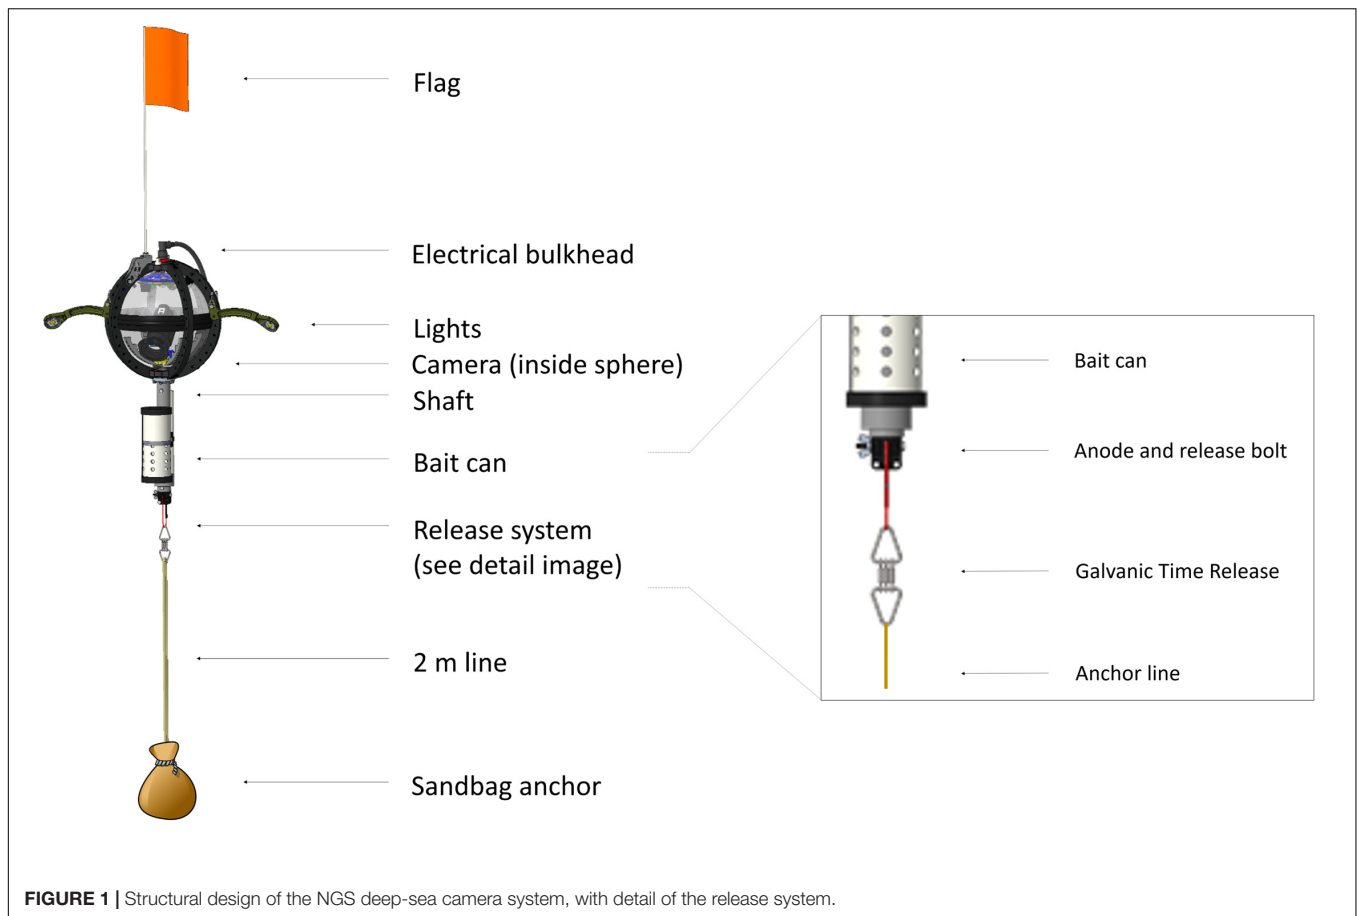 Flag
Electrical bulkhead
Lights
Camera (inside sphere)
Shaft
Bait can
Release system
(see detail image)
2 m line
Sandbag anchor
Bait can
Anode and release bolt
Galvanic Time Release
Anchor line
FIGURE 1 | Structural design of the NGS deep-sea camera system, with detail of the release system.